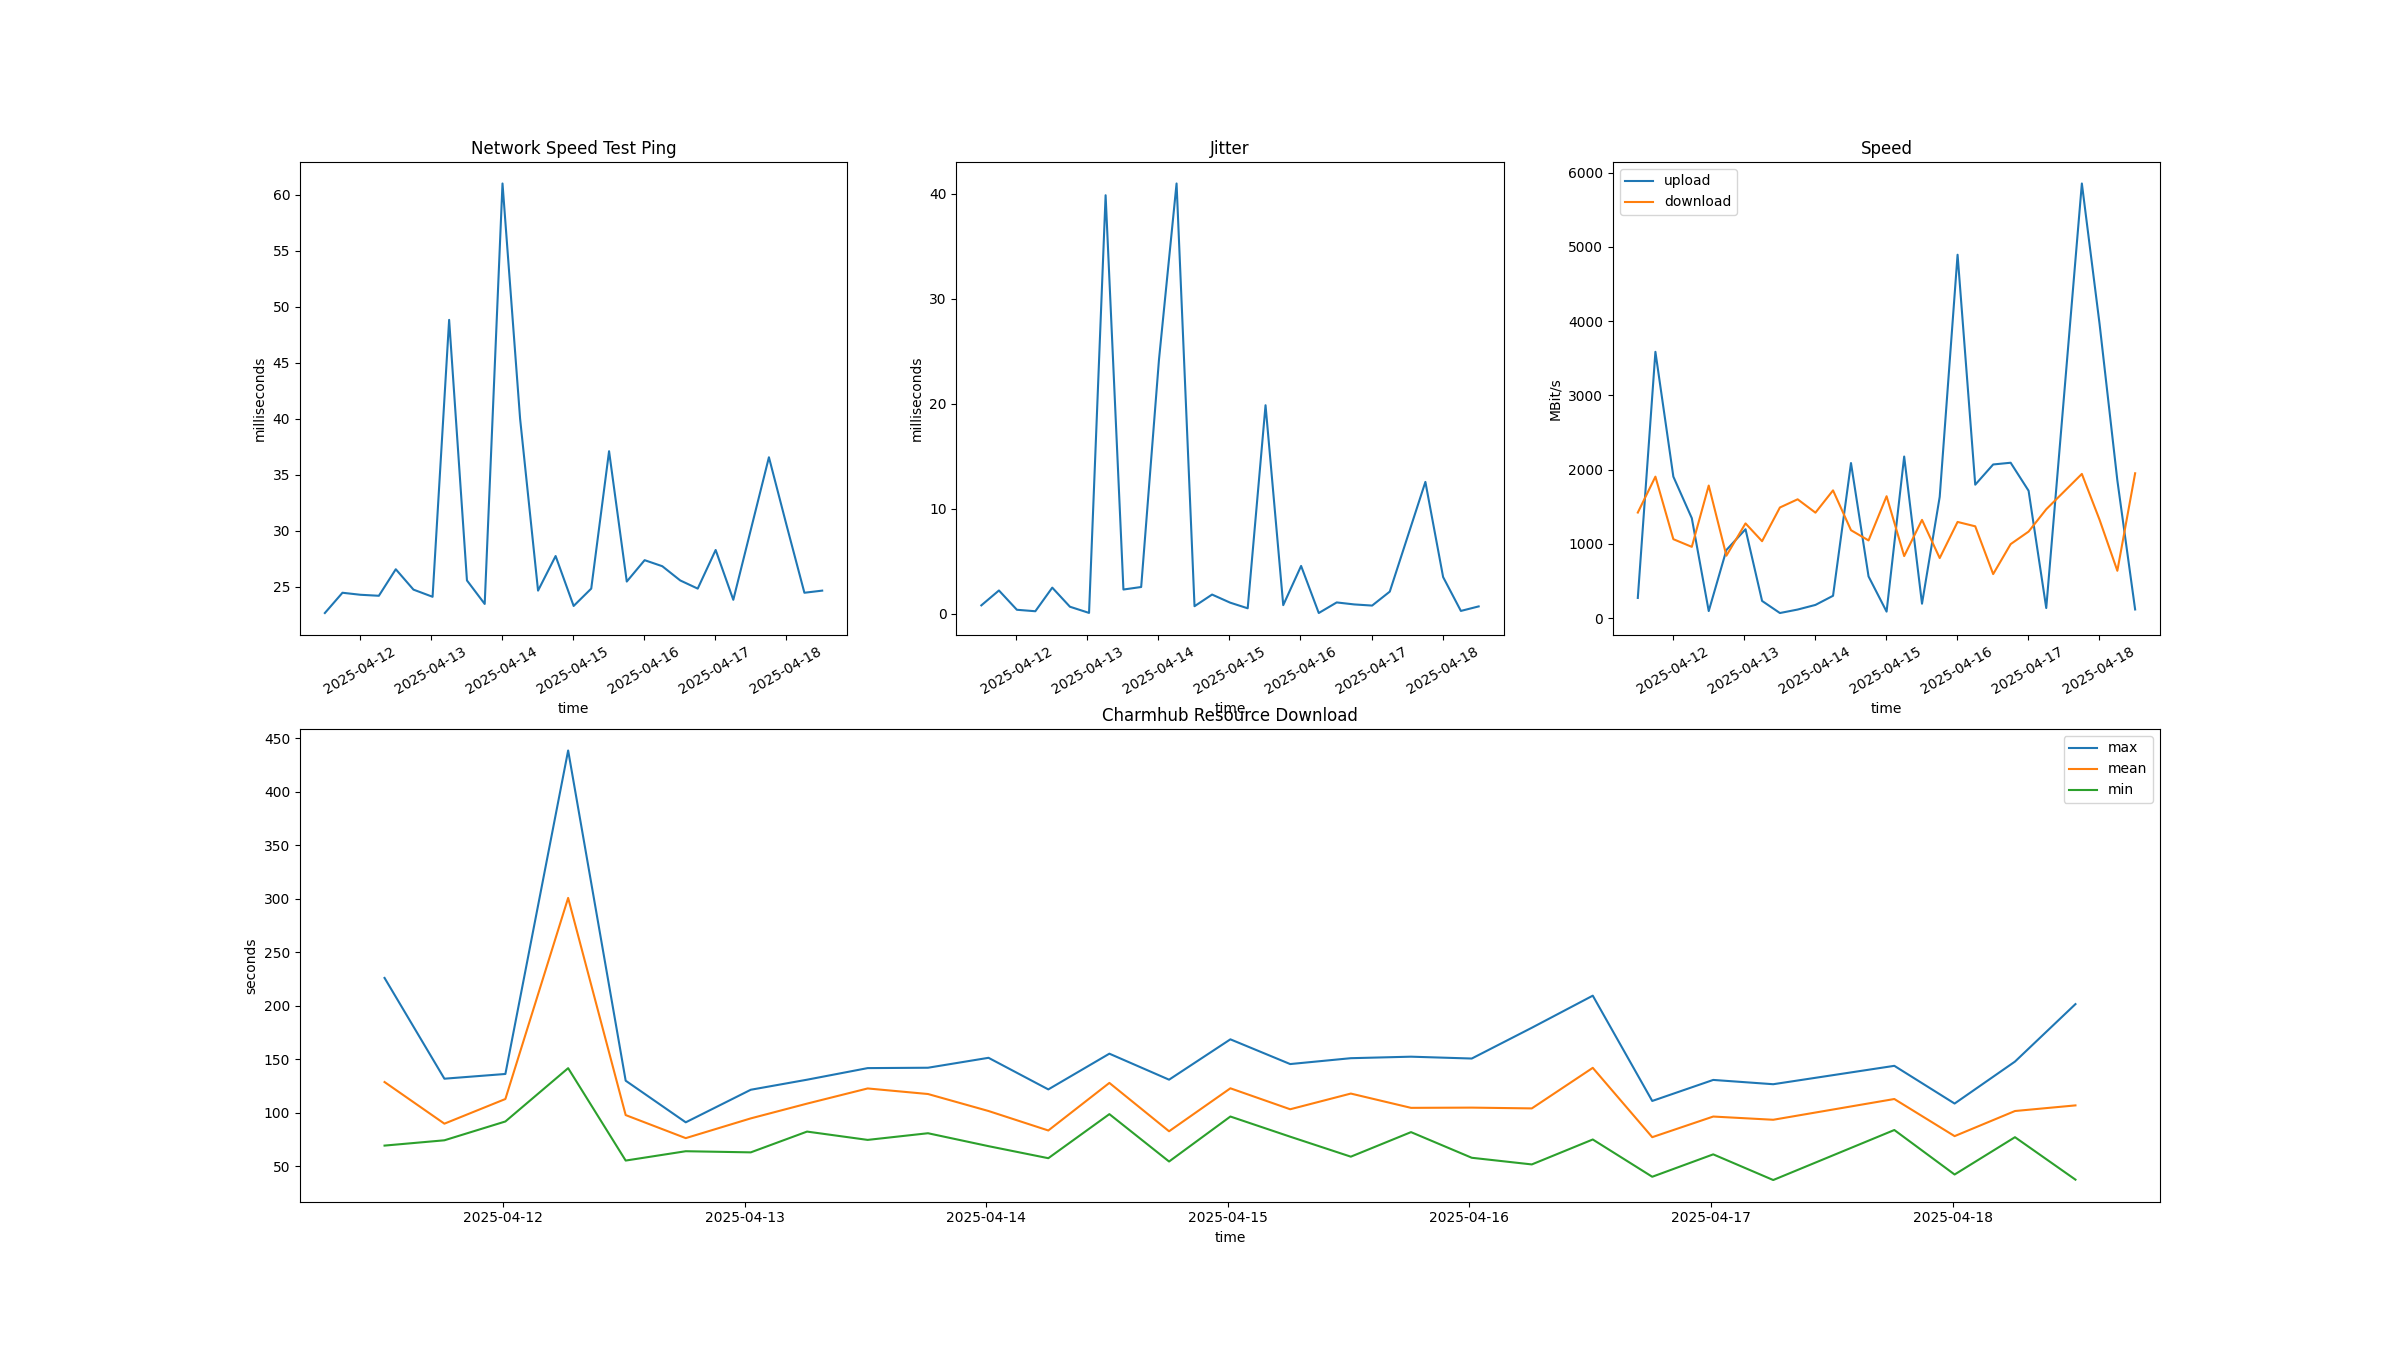 Network Speed Test Ping
milliseconds
60
55
50
45
40
35
30
25
2025-04-12 2025-04-13 2025-04-14 2025-04-15 2025-04-16 2025-04-17 2025-04-18
time
Jitter
milliseconds
40
30
20
10
0
2025-04-12 2025-04-13 2025-04-14 2025-04-15 2025-04-16 2025-04-17 2025-04-18
time
Speed
upload
download
MBit/s
6000
5000
4000
3000
2000
1000
0
2025-04-12 2025-04-13 2025-04-14 2025-04-15 2025-04-16 2025-04-17 2025-04-18
time
Charmhub Resource Download
max
mean
min
seconds
450
400
350
300
250
200
150
100
50
2025-04-12 2025-04-13 2025-04-14 2025-04-15 2025-04-16 2025-04-17 2025-04-18
time